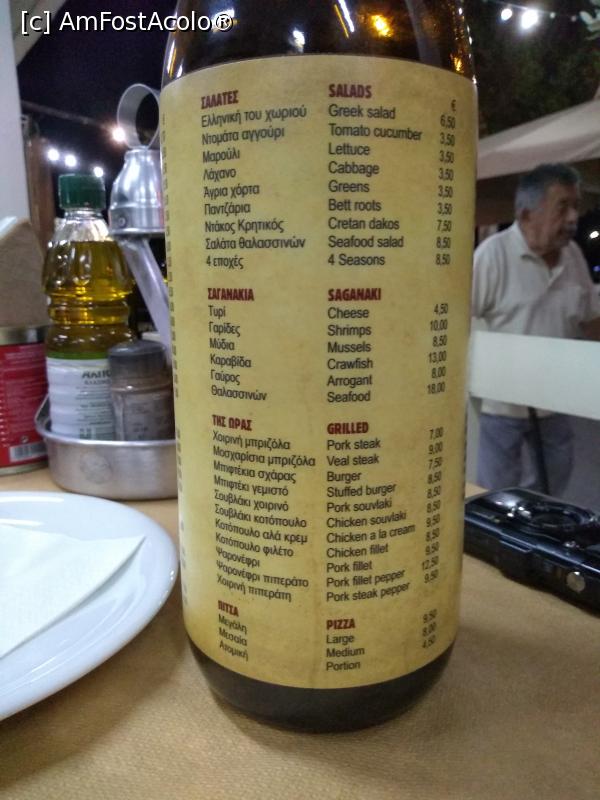 [c] AmFostAcolo®
ΣΑΛΑΤΕΣ SALADS €
Ελληνική του χωριού Greek salad 6,50
Ντομάτα αγγούρι Tomato cucumber 3,50
Μαρούλι Lettuce 3,50
Λάχανο Cabbage 3,50
Άγρια χόρτα Greens 3,50
Παντζάρια Bett roots 3,50
Ντάκος Κρητικός Cretan dakos 7,50
Σαλάτα θαλασσινών Seafood salad 8,50
4 εποχές 4 Seasons 8,50
ΣΑΓΑΝΑΚΙΑ SAGANAKI
Τυρί Cheese 4,50
Γαρίδες Shrimps 10,00
Μύδια Mussels 8,50
Καραβίδα Crawfish 13,00
Γαύρος Arrogant 8,00
Θαλασσινών Seafood 18,00
ΤΗΣ ΩΡΑΣ GRILLED
Χοιρινή μπριζόλα Pork steak 7,00
Μοσχαρίσια μπριζόλα Veal steak 9,00
Μπιφτέκια σχάρας Burger 7,50
Μπιφτέκι γεμιστό Stuffed burger 8,50
Σουβλάκι χοιρινό Pork souvlaki 8,50
Σουβλάκι κοτόπουλο Chicken souvlaki 8,50
Κοτόπουλο αλά κρεμ Chicken a la cream 9,50
Κοτόπουλο φιλέτο Chicken fillet 8,50
Ψαρονέφρι Pork fillet 9,50
Ψαρονέφρι πιπεράτο Pork fillet pepper 12,50
Χοιρινή πιπεράτη Pork steak pepper 9,50
ΠΙΤΣΑ PIZZA
Μεγάλη Large 9,50
Μεσαία Medium 8,00
Ατομική Portion 4,50